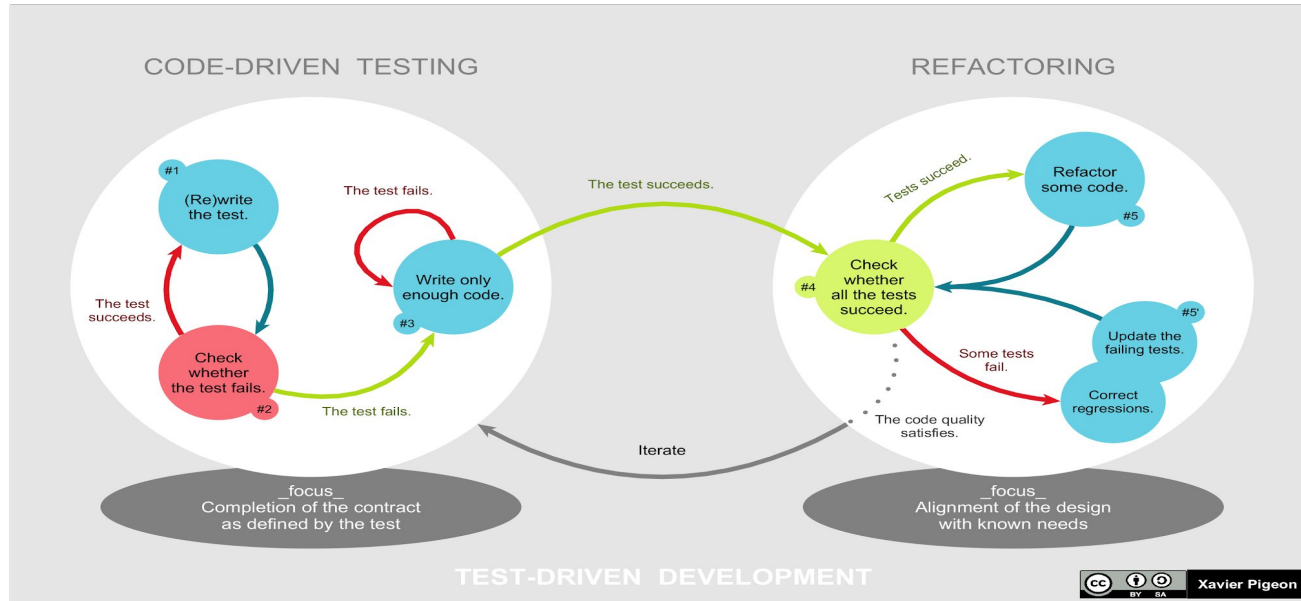 CODE-DRIVEN TESTING
REFACTORING
#1
(Re)write
the test.
The test
succeeds.
Check
whether
the test fails.
#2
The test fails.
The test fails.
Write only
enough code.
#3
The test succeeds.
#4
Check
whether
all the tests
succeed.
Tests succeed.
Refactor
some code.
#5
#5'
Update the
failing tests.
Correct
regressions.
Some tests
fail.
The code quality
satisfies.
Iterate
_focus_
Completion of the contract
as defined by the test
_focus_
Alignment of the design
with known needs
TEST-DRIVEN DEVELOPMENT
cc
BY SA
Xavier Pigeon